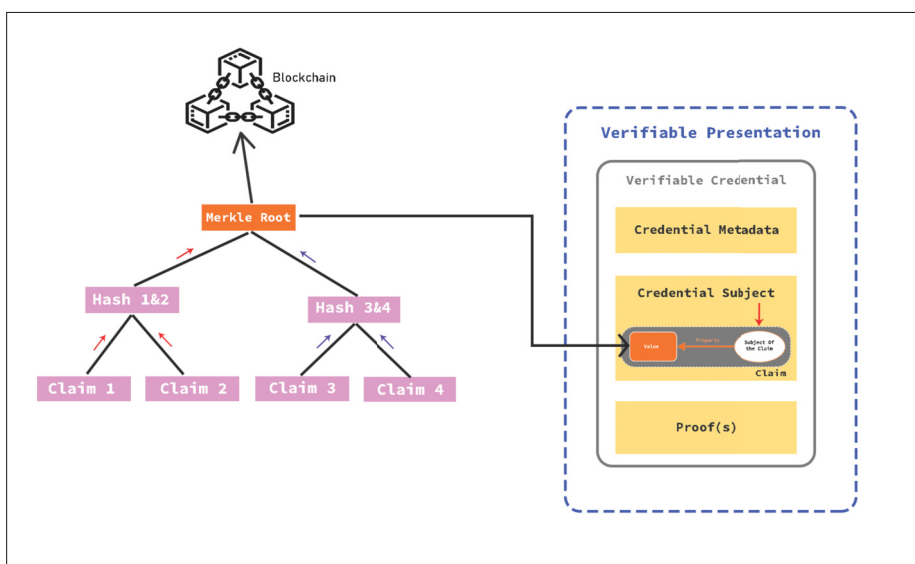 Blockchain
Merkle Root
Hash 1&2
Hash 3&4
Claim 1
Claim 2
Claim 3
Claim 4
Verifiable Presentation
Verifiable Credential
Credential Metadata
Credential Subject
Value
Property
Subject Of
the Claim
Claim
Proof(s)